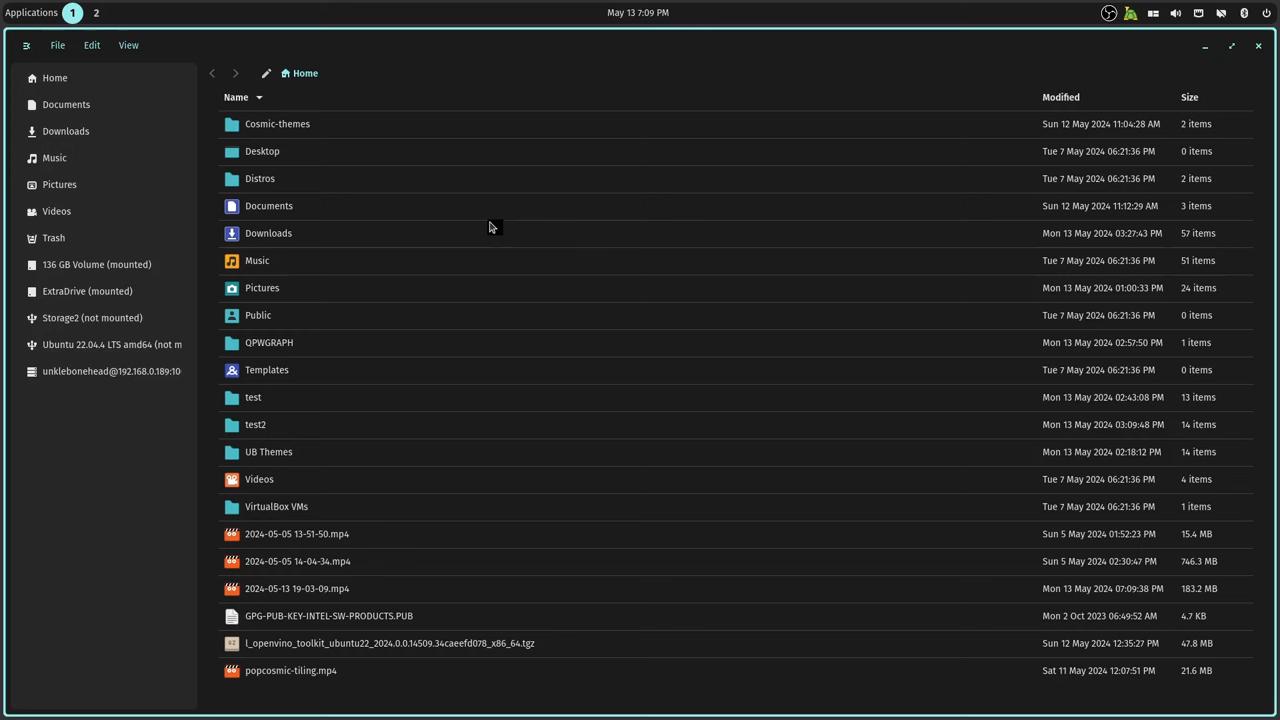 Applications 1 2 May 13 7:09 PM
File Edit View
Home
Documents
Downloads
Music
Pictures
Videos
Trash
136 GB Volume (mounted)
ExtraDrive (mounted)
Storage2 (not mounted)
Ubuntu 22.04.4 LTS amd64 (not m
unklebonehead@192.168.0.189:10
Home
Name Modified Size
Cosmic-themes Sun 12 May 2024 11:04:28 AM 2 items
Desktop Tue 7 May 2024 06:21:36 PM 0 items
Distros Tue 7 May 2024 06:21:36 PM 2 items
Documents Sun 12 May 2024 11:12:29 AM 3 items
Downloads Mon 13 May 2024 03:27:43 PM 57 items
Music Tue 7 May 2024 06:21:36 PM 51 items
Pictures Mon 13 May 2024 01:00:33 PM 24 items
Public Tue 7 May 2024 06:21:36 PM 0 items
QPWGRAPH Mon 13 May 2024 02:57:50 PM 1 items
Templates Tue 7 May 2024 06:21:36 PM 0 items
test Mon 13 May 2024 02:43:08 PM 13 items
test2 Mon 13 May 2024 03:09:48 PM 14 items
UB Themes Mon 13 May 2024 02:18:12 PM 14 items
Videos Tue 7 May 2024 06:21:36 PM 4 items
VirtualBox VMs Tue 7 May 2024 06:21:36 PM 1 items
2024-05-05 13-51-50.mp4 Sun 5 May 2024 01:52:23 PM 15.4 MB
2024-05-05 14-04-34.mp4 Sun 5 May 2024 02:30:47 PM 746.3 MB
2024-05-13 19-03-09.mp4 Mon 13 May 2024 07:09:38 PM 183.2 MB
GPG-PUB-KEY-INTEL-SW-PRODUCTS.PUB Mon 2 Oct 2023 06:49:52 AM 4.7 KB
l_openvino_toolkit_ubuntu22_2024.0.0.14509.34caeefd078_x86_64.tgz Sun 12 May 2024 12:35:27 PM 47.8 MB
popcosmic-tiling.mp4 Sat 11 May 2024 12:07:51 PM 21.6 MB